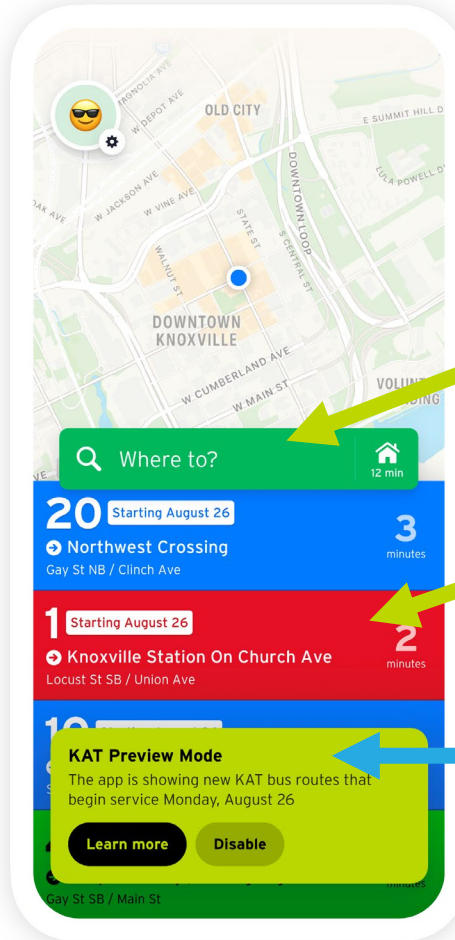 MAGNOLIA AVE
W DEPOT AVE
OLD CITY
E SUMMIT HILL D
LULA POWELL D
OAK AVE
W JACKSON AVE
W VINE AVE
STATE ST
DOWNTOWN LOOP
S CENTRAL ST
WALNUT ST
DOWNTOWN
KNOXVILLE
W CUMBERLAND AVE
W MAIN ST
Where to?
12 min
20 Starting August 26
Northwest Crossing
Gay St NB / Clinch Ave
3
minutes
1 Starting August 26
Knoxville Station On Church Ave
Locust St SB / Union Ave
2
minutes
KAT Preview Mode
The app is showing new KAT bus routes that
begin service Monday, August 26
Learn more Disable
Gay St SB / Main St
minutes